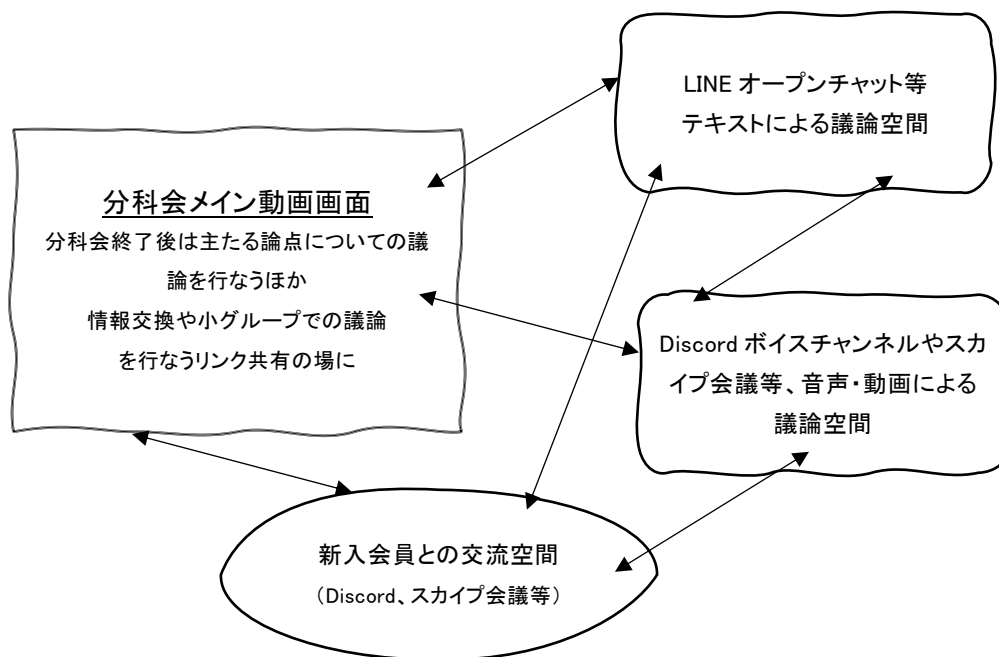 分科会メイン動画画面
分科会終了後は主たる論点についての議
論を行なうほか
情報交換や小グループでの議論
を行なうリンク共有の場に
LINE オープンチャット等
テキストによる議論空間
Discord ボイスチャンネルやスカ
イプ会議等、音声・動画による
議論空間
新入会員との交流空間
（Discord、スカイプ会議等）